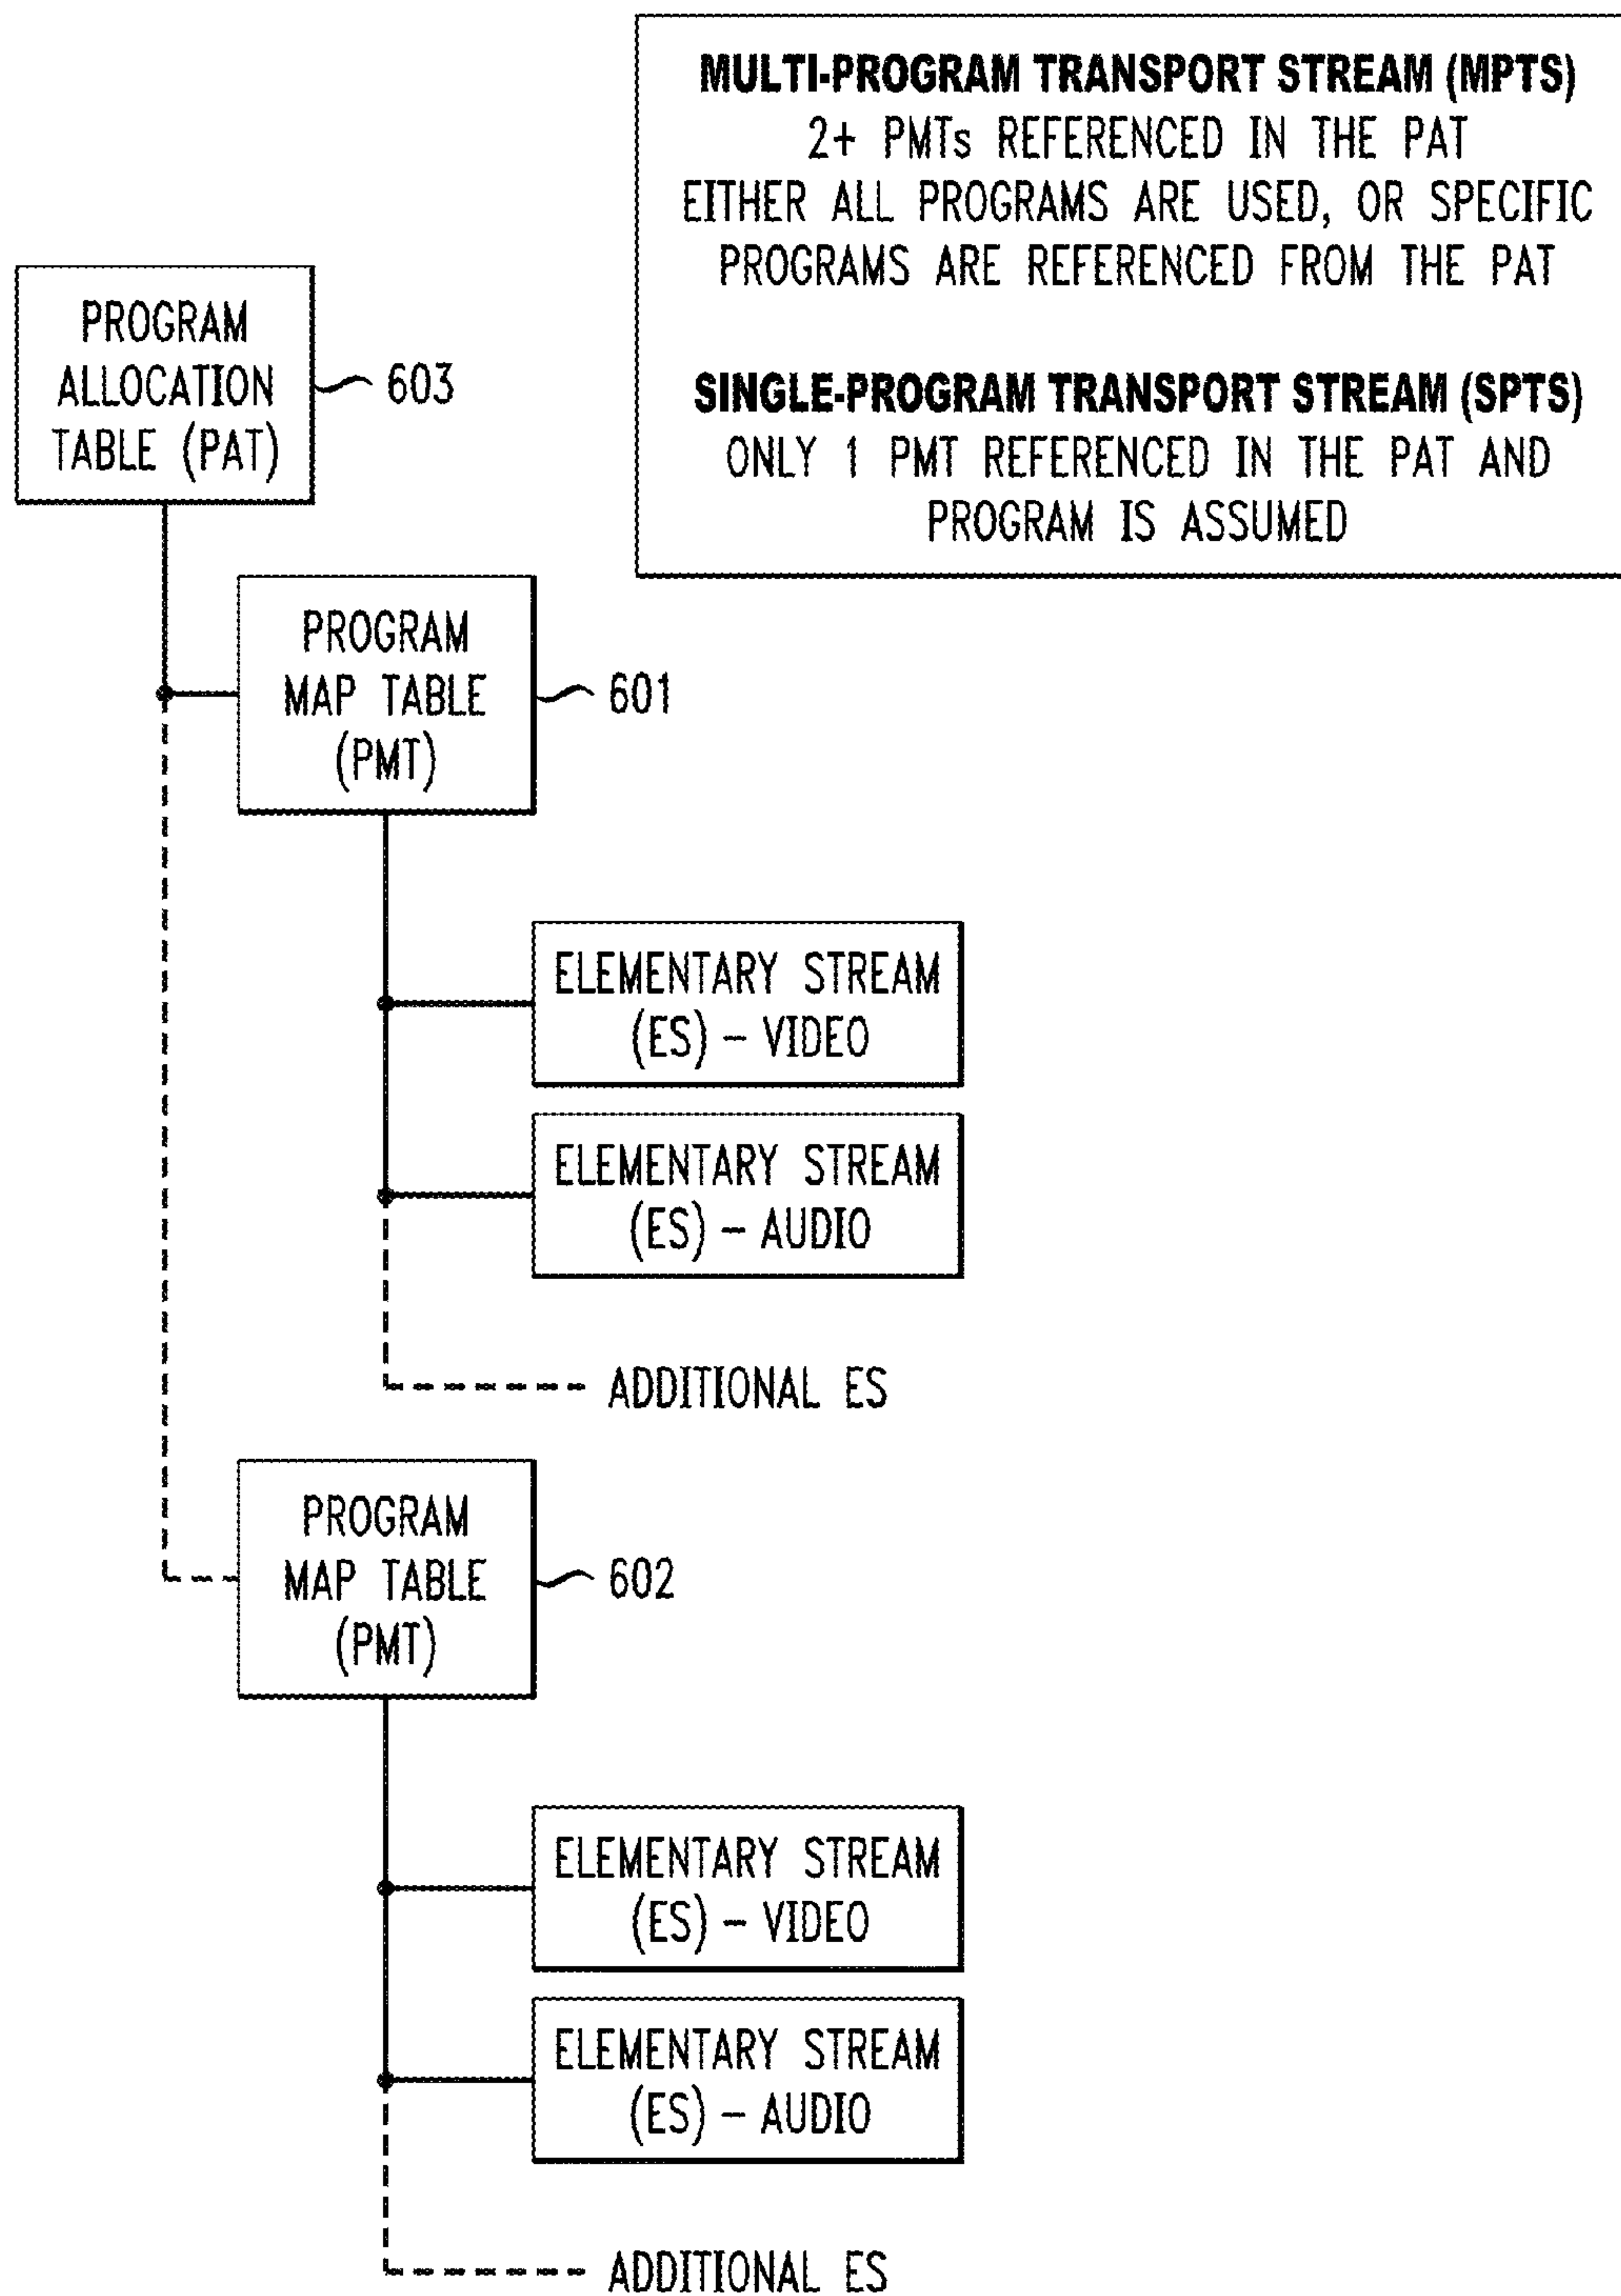 MULTI-PROGRAM TRANSPORT STREAM (MPTS)
2+ PMTs REFERENCED IN THE PAT
EITHER ALL PROGRAMS ARE USED, OR SPECIFIC
PROGRAMS ARE REFERENCED FROM THE PAT
SINGLE-PROGRAM TRANSPORT STREAM (SPTS)
ONLY 1 PMT REFERENCED IN THE PAT AND
PROGRAM IS ASSUMED
PROGRAM
ALLOCATION
TABLE (PAT)
603
PROGRAM
MAP TABLE
(PMT)
601
ELEMENTARY STREAM
(ES) – VIDEO
ELEMENTARY STREAM
(ES) – AUDIO
ADDITIONAL ES
PROGRAM
MAP TABLE
(PMT)
602
ELEMENTARY STREAM
(ES) – VIDEO
ELEMENTARY STREAM
(ES) – AUDIO
ADDITIONAL ES